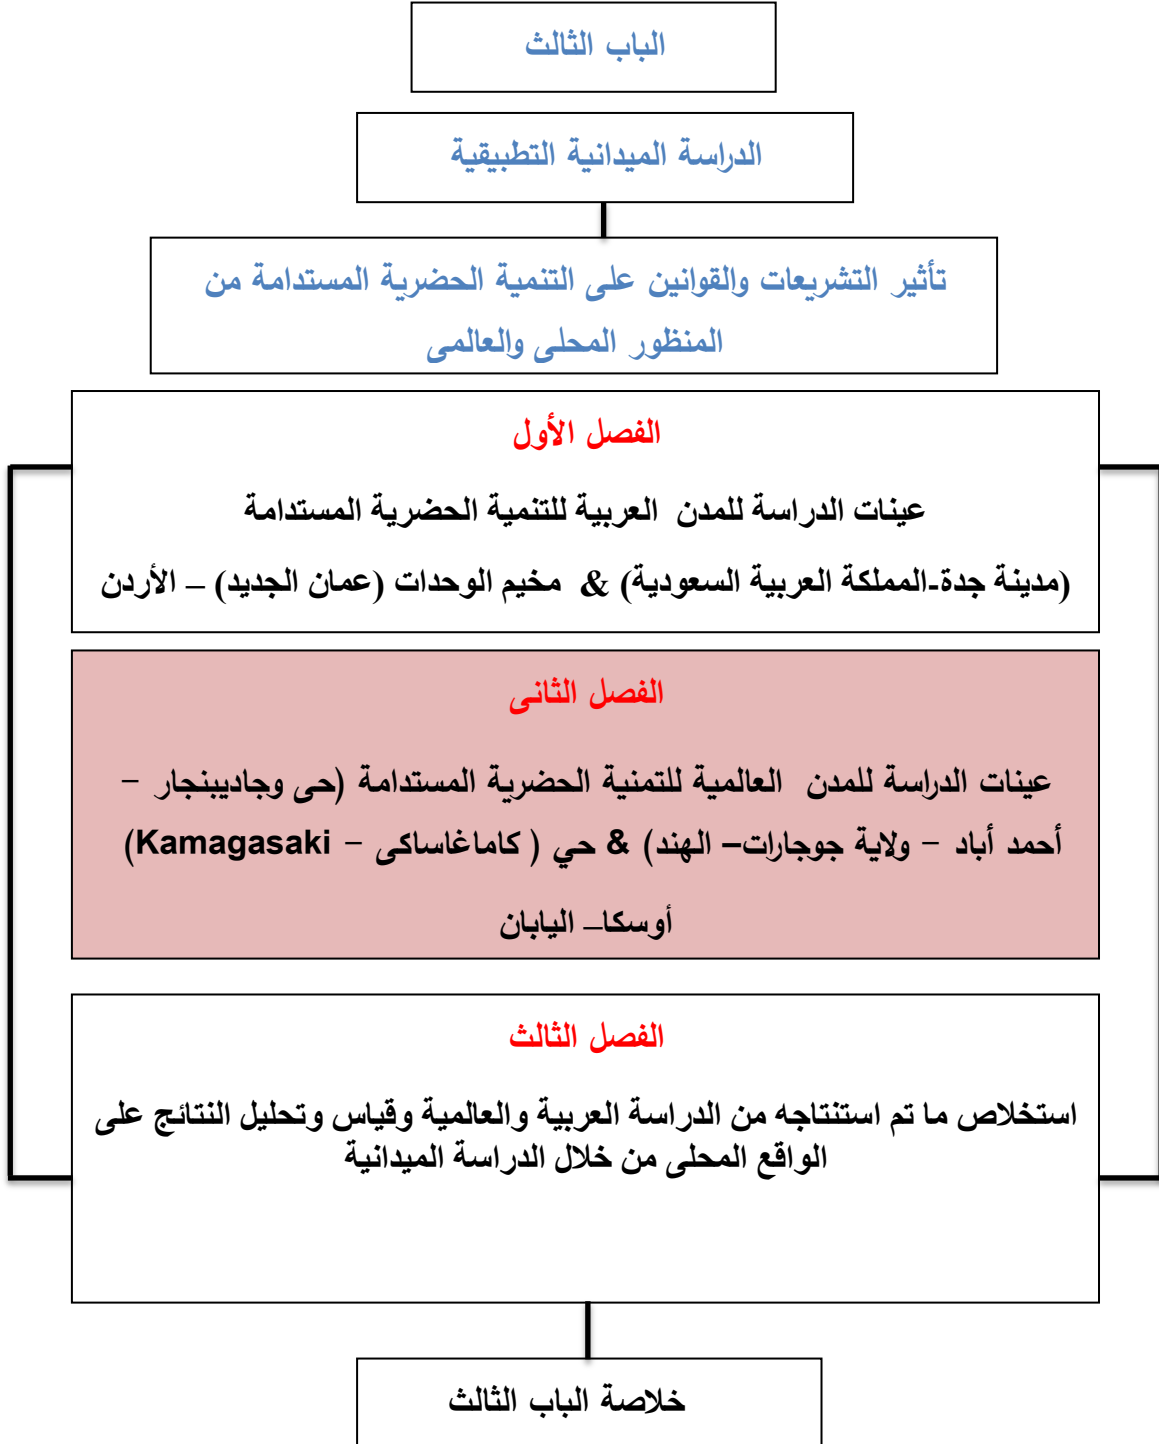 الباب الثالث
الدراسة الميدانية التطبيقية
تأثير التشريعات والقوانين على التنمية الحضرية المستدامة من
المنظور المحلى والعالمى
الفصل الأول
عينات الدراسة للمدن العربية للتنمية الحضرية المستدامة
(مدينة جدة-المملكة العربية السعودية) & مخيم الوحدات (عمان الجديد) – الأردن
الفصل الثانى
عينات الدراسة للمدن العالمية للتمنية الحضرية المستدامة (حى وجاديبنجار –
أحمد أباد – ولاية جوجارات– الهند) & حي ( كاماغاساكى – Kamagasaki)
أوسكا– اليابان
الفصل الثالث
استخلاص ما تم استنتاجه من الدراسة العربية والعالمية وقياس وتحليل النتائج على
الواقع المحلى من خلال الدراسة الميدانية
خلاصة الباب الثالث